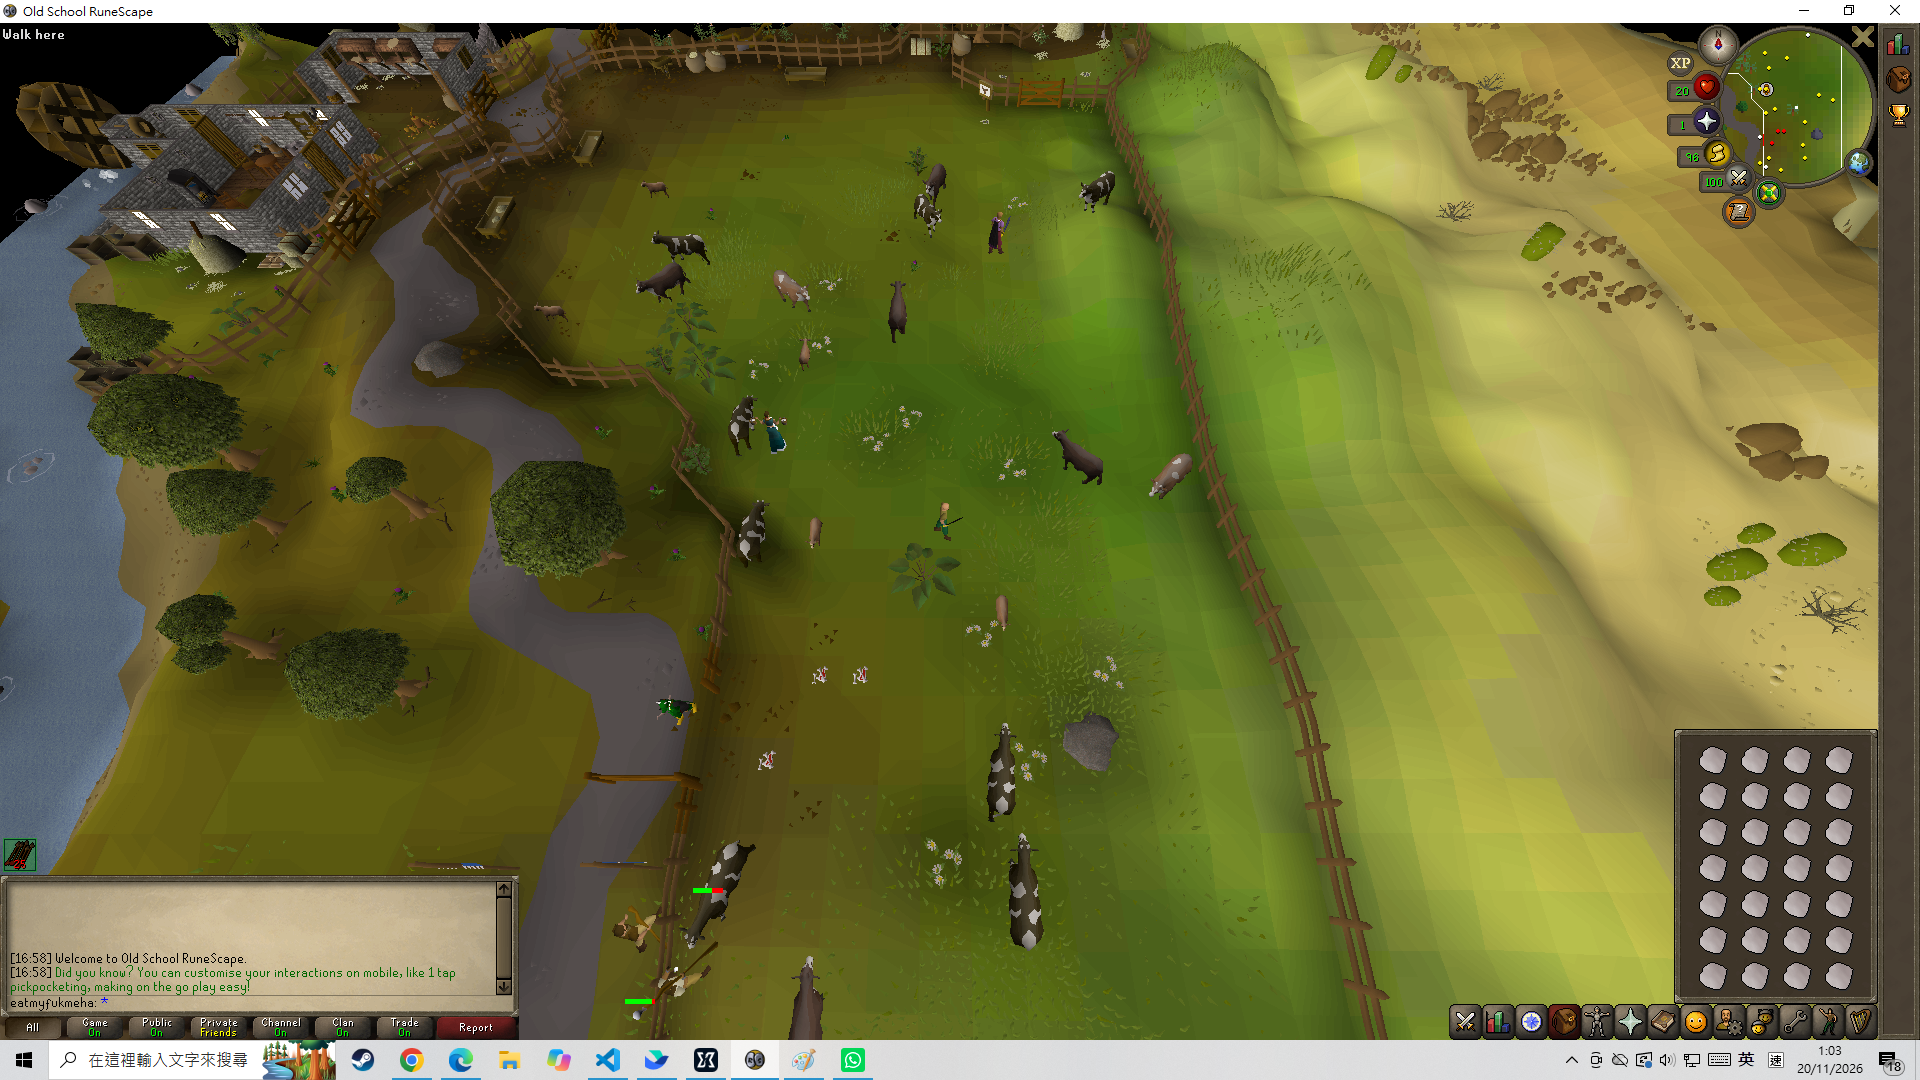 Old School RuneScape
Walk here
N
XP
20
1
96
100
25
[16:58] Welcome to Old School RuneScape.
[16:58] Did you know? You can customise your interactions on mobile, like 1 tap
pickpocketing, making on the go play easy!
eatmyfukmeha: *
All
Game
On
Public
On
Private
Friends
Channel
On
Clan
On
Trade
On
Report
在這裡輸入文字來搜尋
英
速
1:03
20/11/2026
18